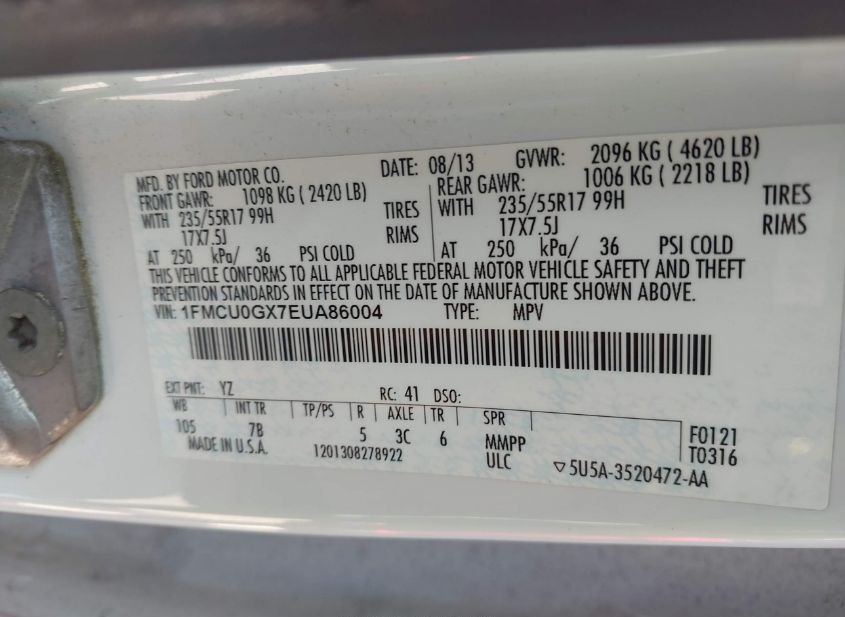 MFD. BY FORD MOTOR CO. DATE: 08/13 GVWR: 2096 KG ( 4620 LB)
FRONT GAWR: 1098 KG ( 2420 LB) REAR GAWR: 1006 KG ( 2218 LB)
WITH 235/55R17 99H TIRES WITH 235/55R17 99H TIRES
17X7.5J RIMS 17X7.5J RIMS
AT 250 kPa/ 36 PSI COLD AT 250 kPa/ 36 PSI COLD
THIS VEHICLE CONFORMS TO ALL APPLICABLE FEDERAL MOTOR VEHICLE SAFETY AND THEFT
PREVENTION STANDARDS IN EFFECT ON THE DATE OF MANUFACTURE SHOWN ABOVE.
VIN: 1FMCU0GX7EUA86004 TYPE: MPV
EXT PNT: YZ RC: 41 DSO:
WB INT TR TP/PS R AXLE TR SPR
105 7B 5 3C 6 MMPP F0121
MADE IN U.S.A. 1201308278922 ULC T0316
▽5U5A-3520472-AA